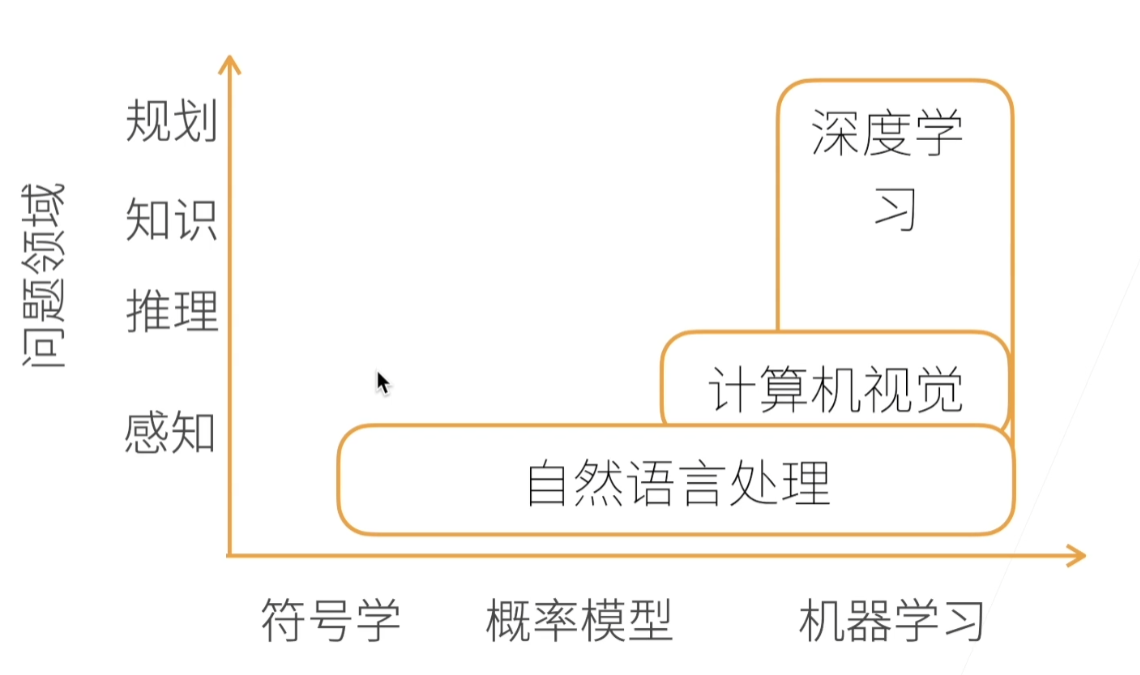 问题领域
规划
知识
推理
感知
深度学
习
计算机视觉
自然语言处理
符号学
概率模型
机器学习